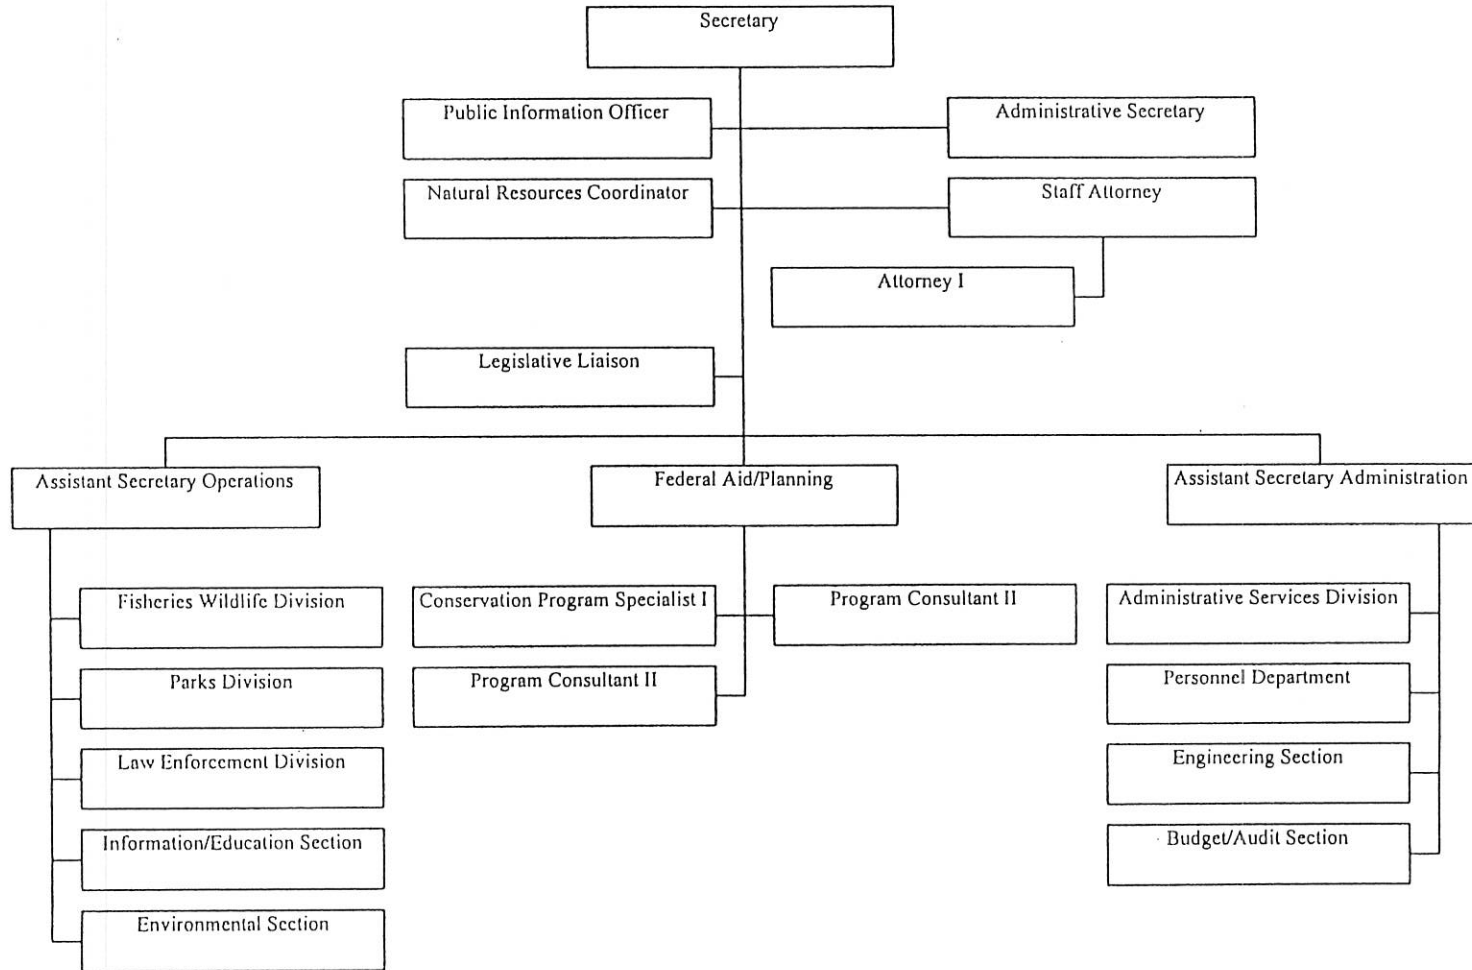 Secretary
Public Information Officer
Administrative Secretary
Natural Resources Coordinator
Staff Attorney
Attorney I
Legislative Liaison
Assistant Secretary Operations
Federal Aid/Planning
Assistant Secretary Administration
Fisheries Wildlife Division
Conservation Program Specialist I
Program Consultant II
Administrative Services Division
Parks Division
Program Consultant II
Personnel Department
Law Enforcement Division
Engineering Section
Information/Education Section
Budget/Audit Section
Environmental Section